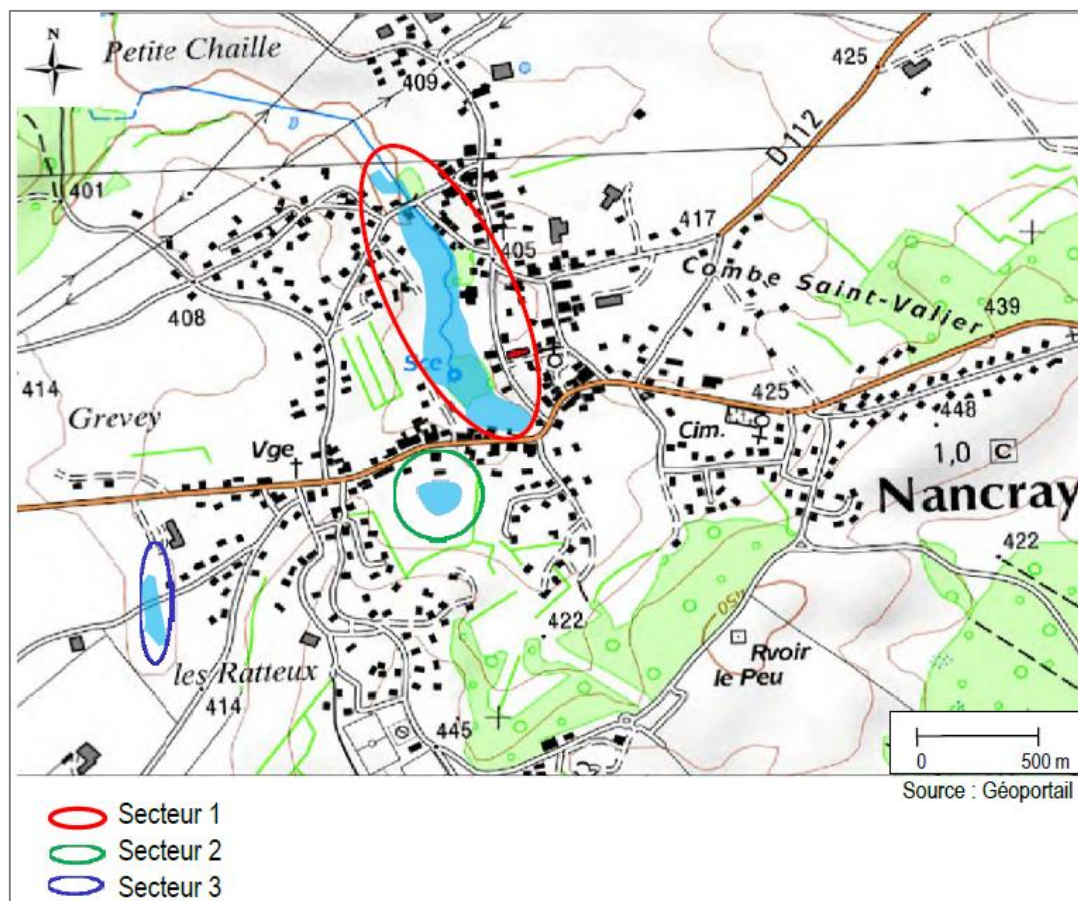 N
Petite Chaille
409
425
D 112
401
405
417
Combe Saint-Valier
439
408
414
Sce
Grevey
425
448
Vge
Cim.
1,0 C
Nancray
422
450
422
Rvoir
le Peu
les Ratteux
414
445
0 500 m
Source : Géoportail
Secteur 1
Secteur 2
Secteur 3